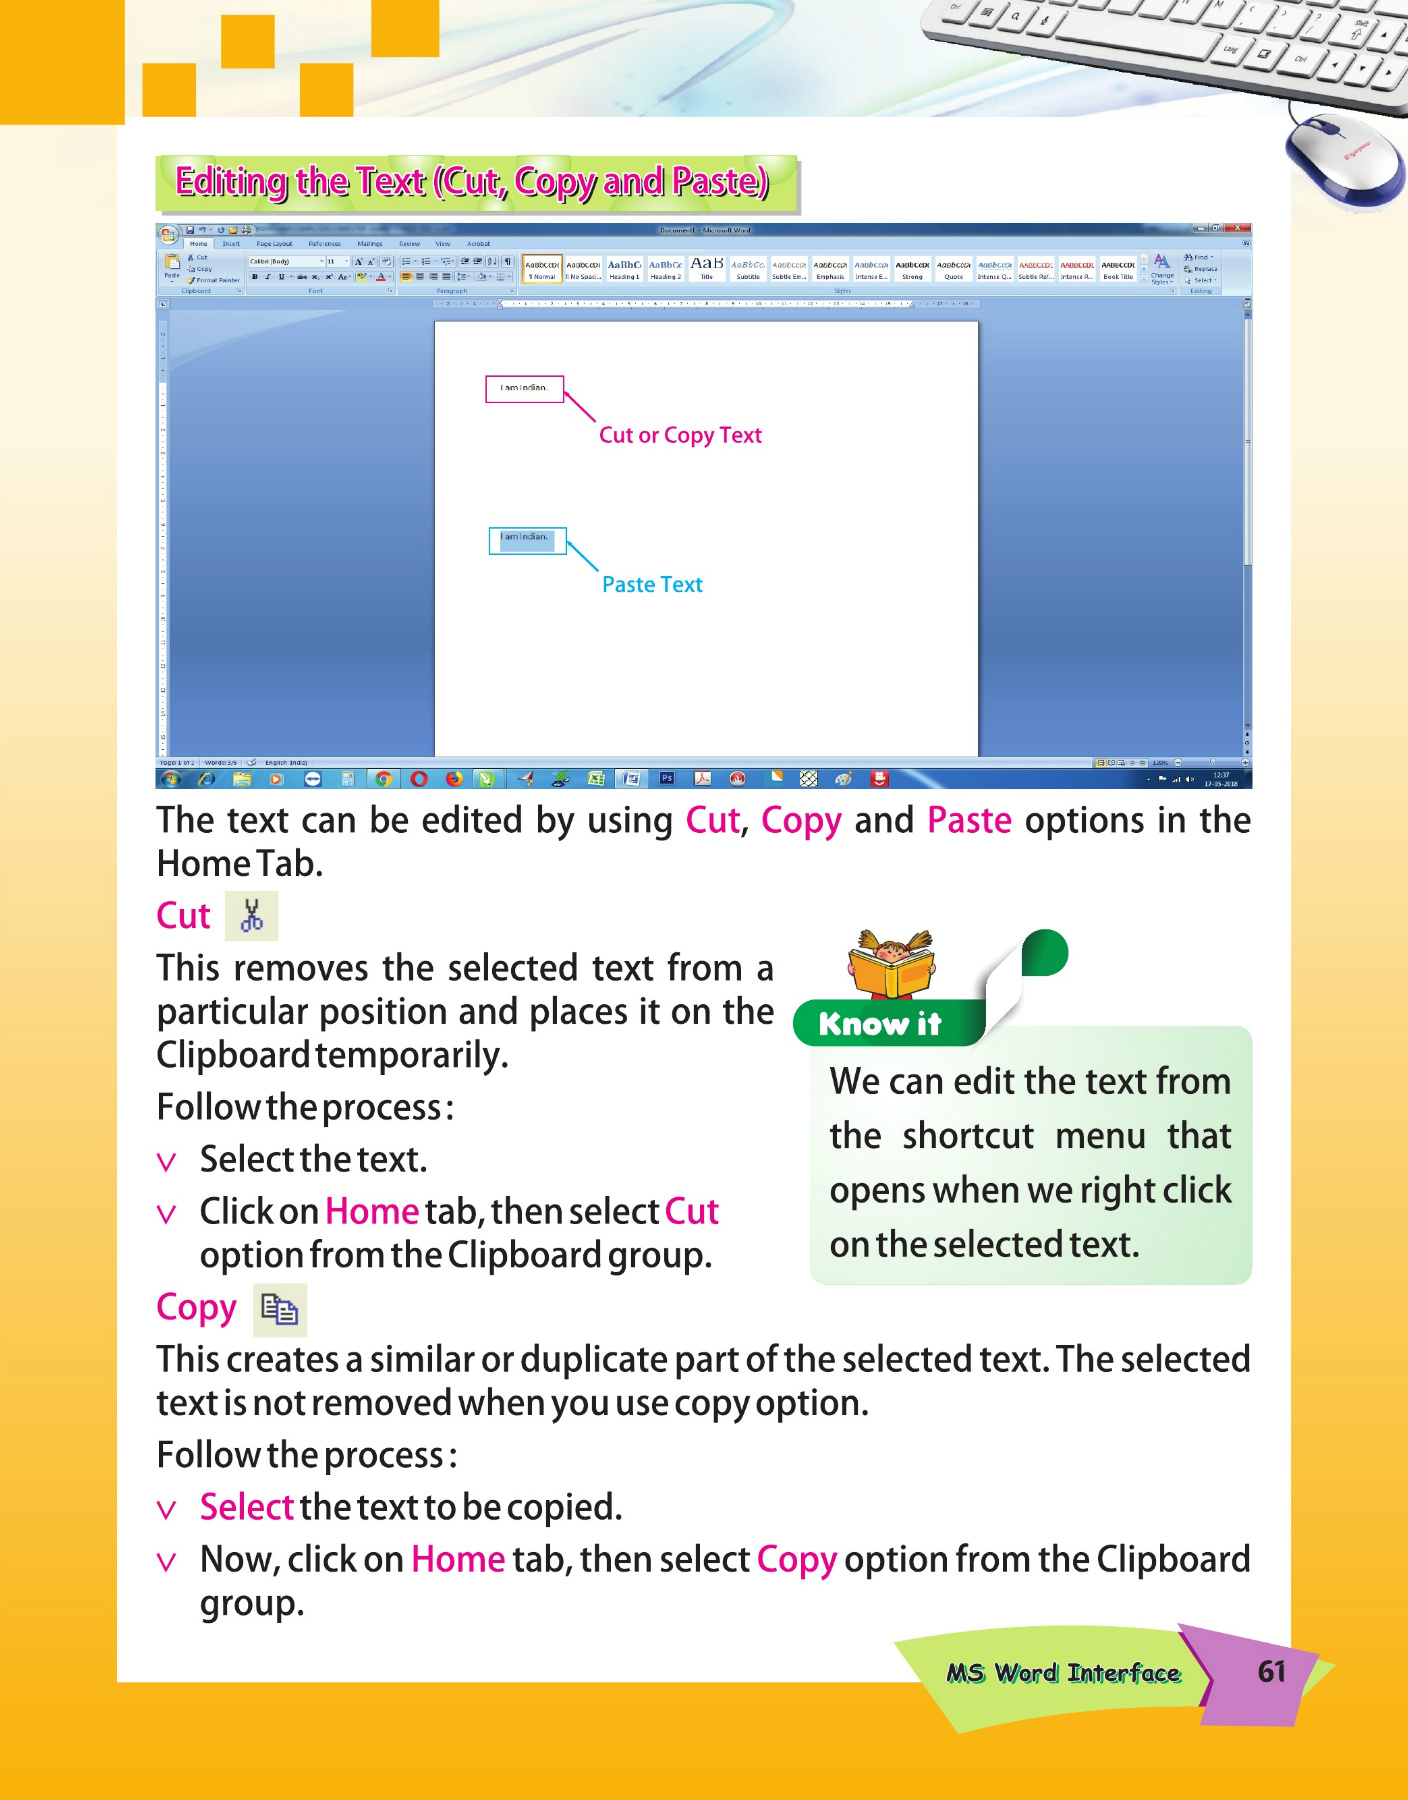 Editing the Text (Cut, Copy and Paste)
Document1 - Microsoft Word
Home Insert Page Layout References Mailings Review View Acrobat
Cut
Copy
Format Painter
Paste
Clipboard
Calibri (Body) 11
Font
Paragraph
AaBbCcDc AaBbCcDc AaBbC AaBbCc AaB AaBbCc. AaBbCcDc AaBbCcDc AaBbCcDc AaBbCcDc AaBbCcDc AaBbCcDc AaBbCcDc AaBbCcDc AaBbCcDc
¶ Normal ¶ No Spaci... Heading 1 Heading 2 Title Subtitle Subtle Em... Emphasis Intense E... Strong Quote Intense Q... Subtle Ref... Intense R... Book Title
Styles
Change
Styles
Find
Replace
Select
Editing
I am Indian.
Cut or Copy Text
I am Indian.
Paste Text
Page: 1 of 1 Words: 3/6 English (India)
120%
12:37
17-05-2018
The text can be edited by using Cut, Copy and Paste options in the
Home Tab.
Cut
This removes the selected text from a
particular position and places it on the
Clipboard temporarily.
Follow the process :
Select the text.
Click on Home tab, then select Cut
option from the Clipboard group.
Know it
We can edit the text from
the shortcut menu that
opens when we right click
on the selected text.
Copy
This creates a similar or duplicate part of the selected text. The selected
text is not removed when you use copy option.
Follow the process :
Select the text to be copied.
Now, click on Home tab, then select Copy option from the Clipboard
group.
MS Word Interface 61